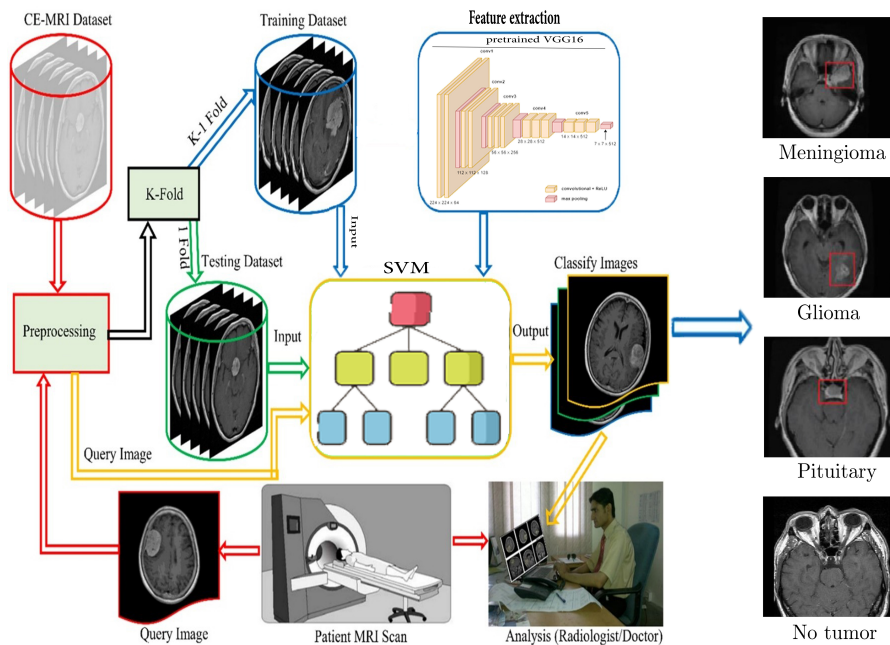 CE-MRI Dataset
Training Dataset
Feature extraction
pretrained VGG16
conv1
conv2
conv3
conv4
conv5
56 × 56 × 256
28 × 28 × 512
14 × 14 × 512
7 × 7 × 512
112 × 112 × 128
224 × 224 × 64
convolutional + ReLU
max pooling
Meningioma
K-1 Fold
K-Fold
1 Fold
Input
Testing Dataset
SVM
Classify Images
Preprocessing
Input
Output
Glioma
Query Image
Pituitary
Query Image
Patient MRI Scan
Analysis (Radiologist/Doctor)
No tumor